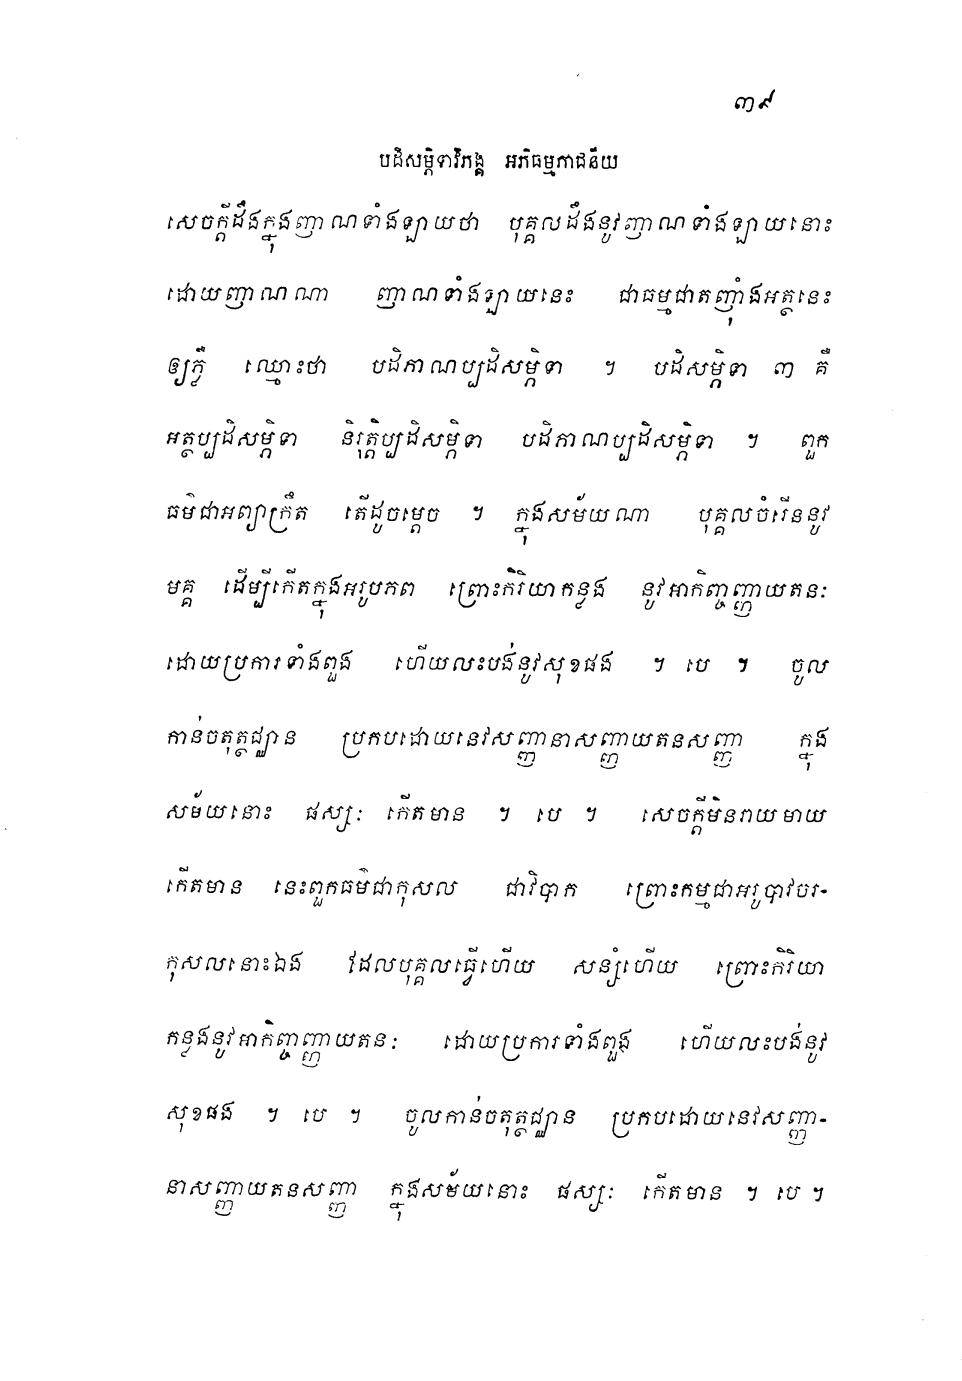 ៣៩
បដិសម្ភិទាវិភង្គ អភិធម្មភាជនីយ
សេចក្តីដឹងក្នុងញាណទាំងឡាយថា បុគ្គលដឹងនូវញាណទាំងឡាយនោះ
ដោយញាណណា ញាណទាំងឡាយនេះ ជាធម្មជាតញុំាងអត្ថនេះ
ឲ្យភ្លឺ ឈ្មោះថា បដិភាណប្បដិសម្ភិទា ។ បដិសម្ភិទា ៣ គឺ
អត្ថប្បដិសម្ភិទា និរុត្តិប្បដិសម្ភិទា បដិភាណប្បដិសម្ភិទា ។ ពួក
ធម៌ជាអព្យាក្រឹត តើដូចម្តេច ។ ក្នុងសម័យណា បុគ្គលចំរើននូវ
មគ្គ ដើម្បីកើតក្នុងអរូបភព ព្រោះកិរិយាកន្លង នូវអាកិញ្ចញ្ញាយតនៈ
ដោយប្រការទាំងពួង ហើយលះបង់នូវសុខផង ។ បេ ។ ចូល
កាន់ចតុត្ថជ្ឈាន ប្រកបដោយនេវសញ្ញានាសញ្ញាយតនសញ្ញា ក្នុង
សម័យនោះ ផស្សៈ កើតមាន ។ បេ ។ សេចក្តីមិនរាយមាយ
កើតមាន នេះពួកធម៌ជាកុសល ជាវិបាក ព្រោះកម្មជាអរូបាវចរ-
កុសលនោះឯង ដែលបុគ្គលធ្វើហើយ សន្សំហើយ ព្រោះកិរិយា
កន្លងនូវអាកិញ្ចញ្ញាយតនៈ ដោយប្រការទាំងពួង ហើយលះបង់នូវ
សុខផង ។ បេ ។ ចូលកាន់ចតុត្ថជ្ឈាន ប្រកបដោយនេវសញ្ញា-
នាសញ្ញាយតនសញ្ញា ក្នុងសម័យនោះ ផស្សៈ កើតមាន ។ បេ ។